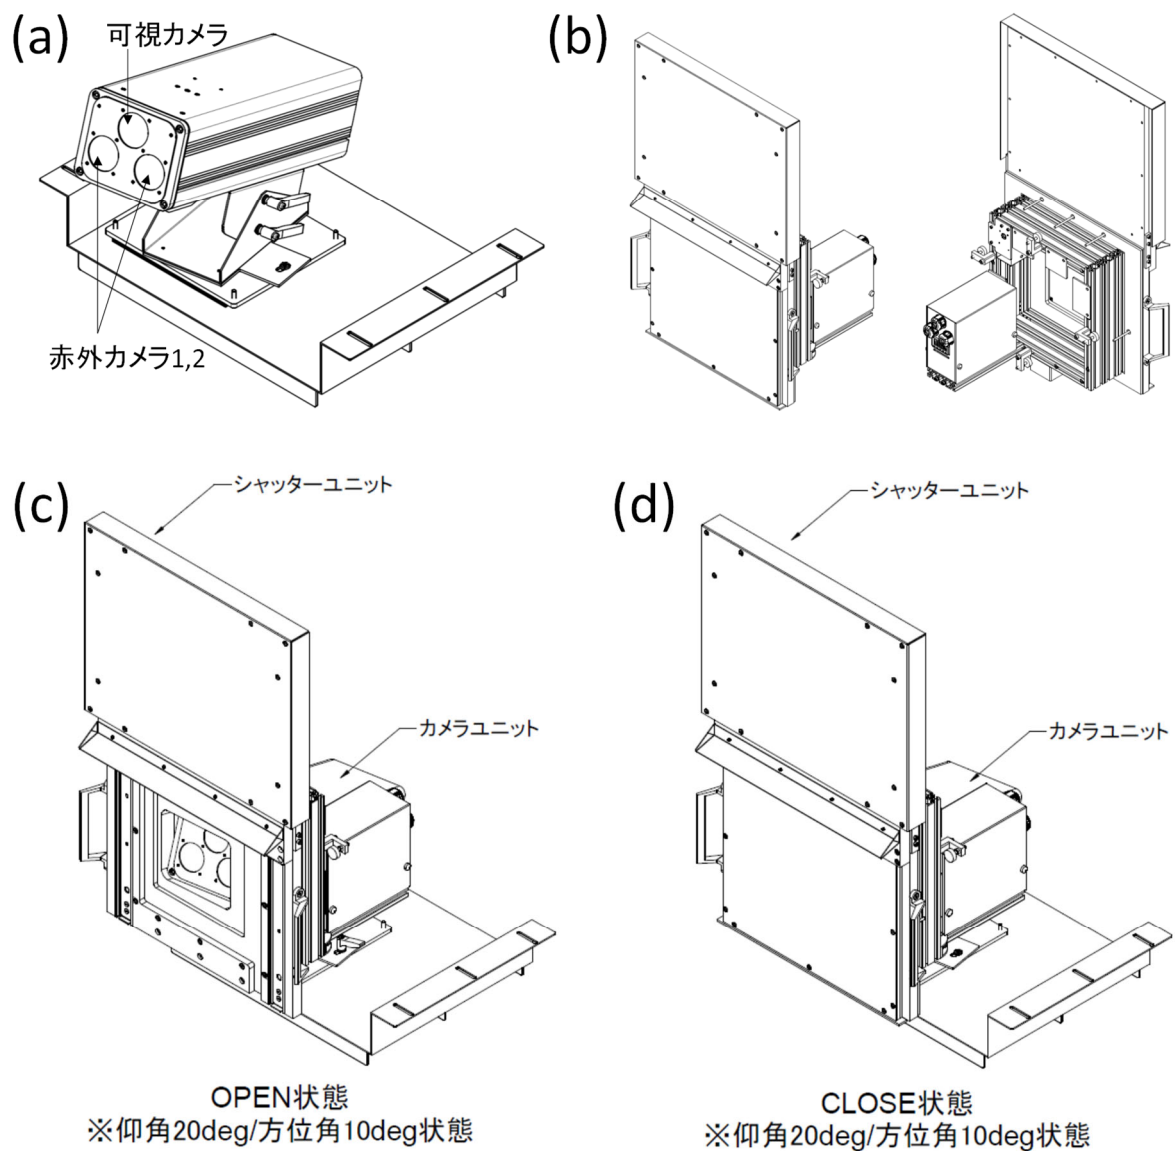 (a)
可視カメラ
赤外カメラ1,2
(b)
(c)
シャッターユニット
カメラユニット
OPEN状態
※仰角20deg/方位角10deg状態
(d)
シャッターユニット
カメラユニット
CLOSE状態
※仰角20deg/方位角10deg状態